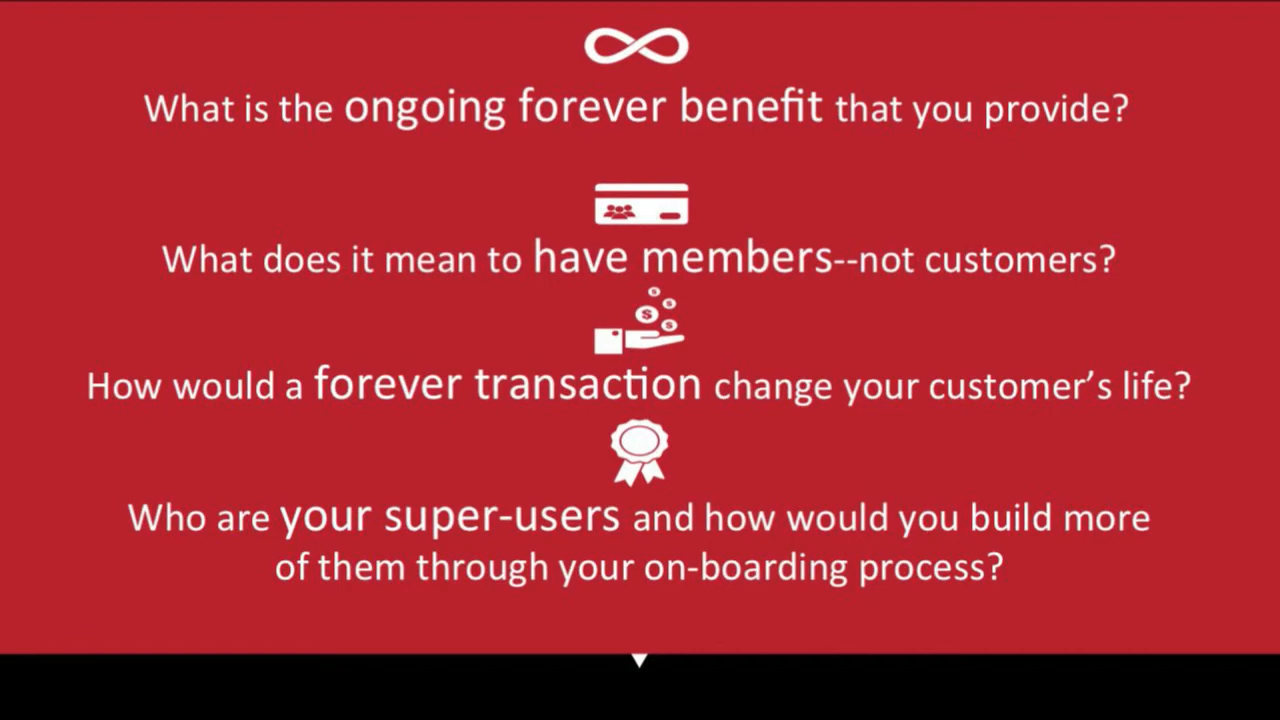 What is the ongoing forever benefit that you provide?
What does it mean to have members--not customers?
How would a forever transaction change your customer’s life?
Who are your super-users and how would you build more
of them through your on-boarding process?